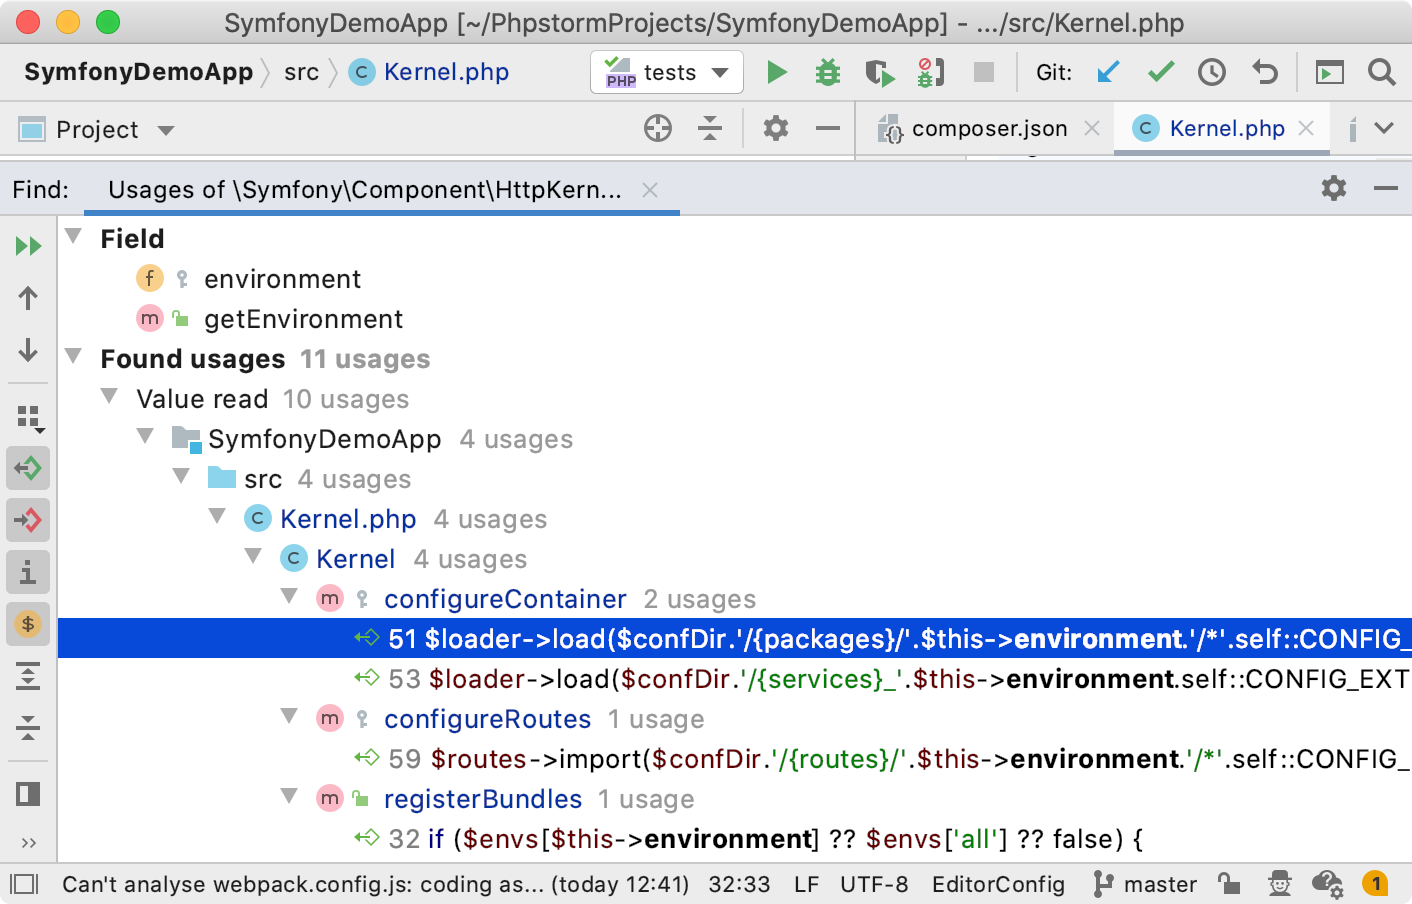 SymfonyDemoApp [~/PhpstormProjects/SymfonyDemoApp] - .../src/Kernel.php
SymfonyDemoApp src C Kernel.php PHP tests Git:
Project composer.json C Kernel.php
Find: Usages of \Symfony\Component\HttpKern...
Field
f environment
m getEnvironment
Found usages 11 usages
Value read 10 usages
SymfonyDemoApp 4 usages
src 4 usages
C Kernel.php 4 usages
C Kernel 4 usages
m configureContainer 2 usages
51 $loader->load($confDir.'/{packages}/'.$this->environment.'/*'.self::CONFIG_
53 $loader->load($confDir.'/{services}_'.$this->environment.self::CONFIG_EXT
m configureRoutes 1 usage
59 $routes->import($confDir.'/{routes}/'.$this->environment.'/*'.self::CONFIG_
m registerBundles 1 usage
32 if ($envs[$this->environment] ?? $envs['all'] ?? false) {
Can't analyse webpack.config.js: coding as... (today 12:41) 32:33 LF UTF-8 EditorConfig master 1